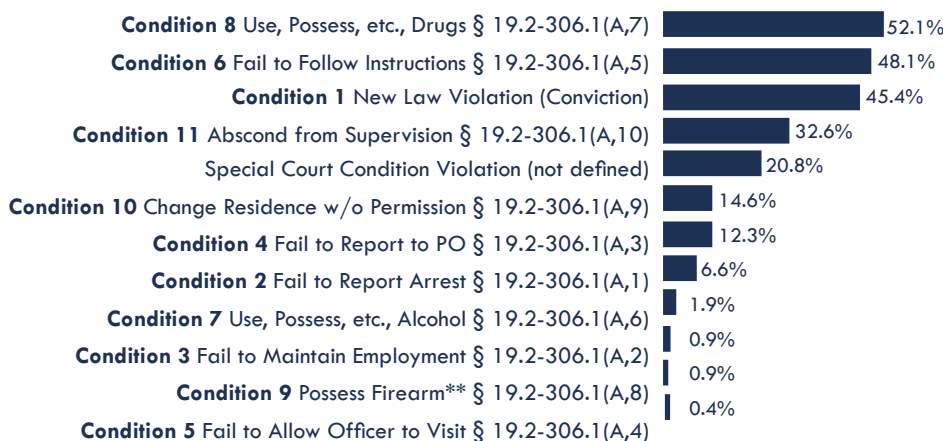 Condition 8 Use, Possess, etc., Drugs § 19.2-306.1(A,7) 52.1%
Condition 6 Fail to Follow Instructions § 19.2-306.1(A,5) 48.1%
Condition 1 New Law Violation (Conviction) 45.4%
Condition 11 Abscond from Supervision § 19.2-306.1(A,10) 32.6%
Special Court Condition Violation (not defined) 20.8%
Condition 10 Change Residence w/o Permission § 19.2-306.1(A,9) 14.6%
Condition 4 Fail to Report to PO § 19.2-306.1(A,3) 12.3%
Condition 2 Fail to Report Arrest § 19.2-306.1(A,1) 6.6%
Condition 7 Use, Possess, etc., Alcohol § 19.2-306.1(A,6) 1.9%
Condition 3 Fail to Maintain Employment § 19.2-306.1(A,2) 0.9%
Condition 9 Possess Firearm** § 19.2-306.1(A,8) 0.9%
Condition 5 Fail to Allow Officer to Visit § 19.2-306.1(A,4) 0.4%